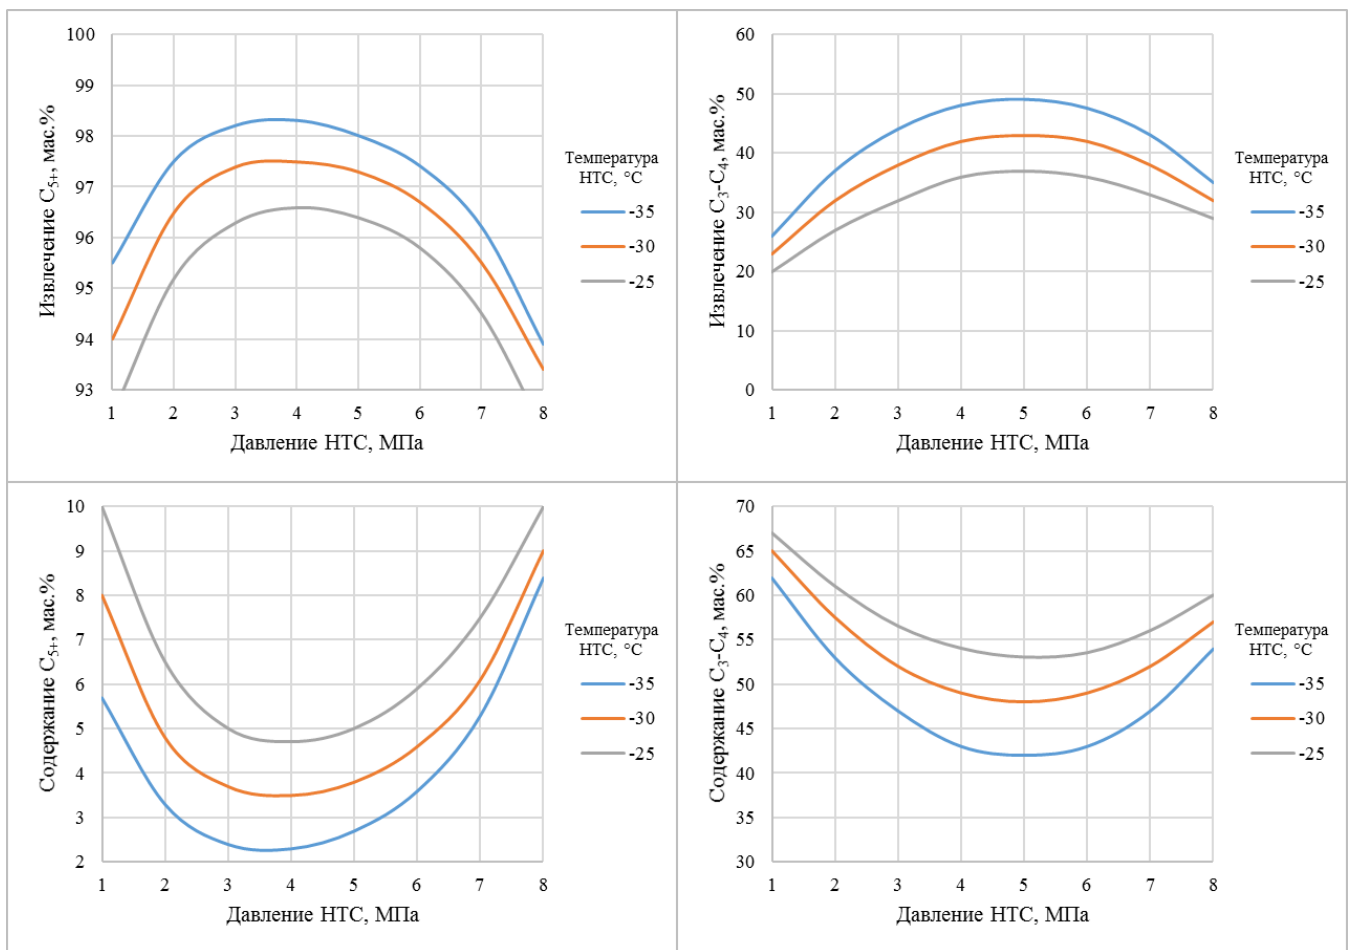 Извлечение C5+, мас.%
100
99
98
97
96
95
94
93
1 2 3 4 5 6 7 8
Давление НТС, МПа
Температура
НТС, °C
-35
-30
-25
Извлечение C3-C4, мас.%
60
50
40
30
20
10
0
1 2 3 4 5 6 7 8
Давление НТС, МПа
Температура
НТС, °C
-35
-30
-25
Содержание C5+, мас.%
10
9
8
7
6
5
4
3
2
1 2 3 4 5 6 7 8
Давление НТС, МПа
Температура
НТС, °C
-35
-30
-25
Содержание C3-C4, мас.%
70
65
60
55
50
45
40
35
30
1 2 3 4 5 6 7 8
Давление НТС, МПа
Температура
НТС, °C
-35
-30
-25